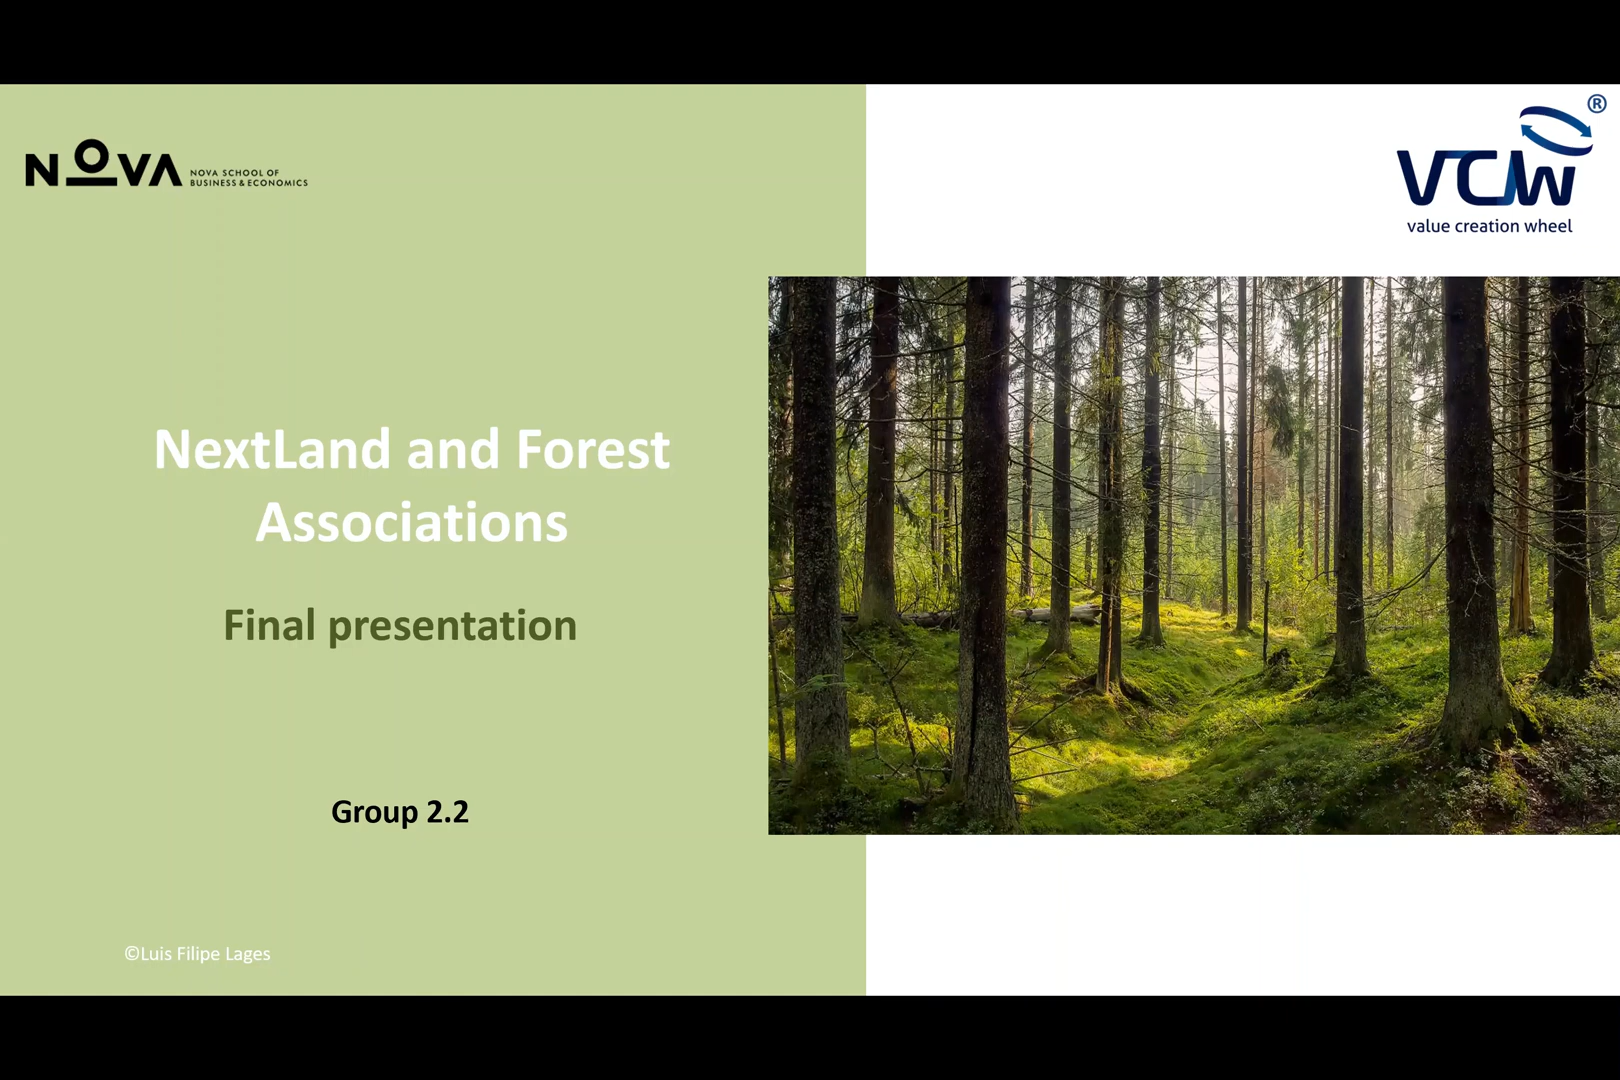 NOVA
NOVA SCHOOL OF
BUSINESS & ECONOMICS
VCW®
value creation wheel
NextLand and Forest
Associations
Final presentation
Group 2.2
©Luis Filipe Lages